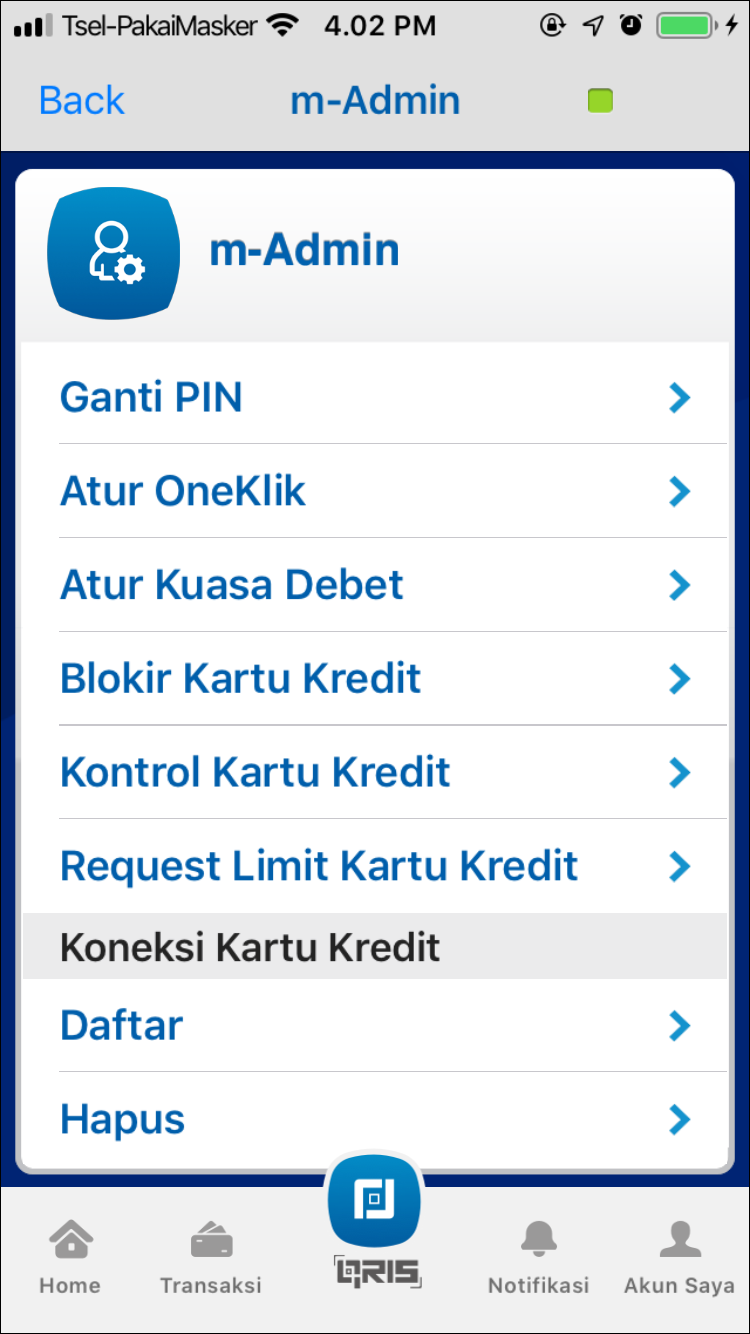 Tsel-PakaiMasker 4.02 PM
Back m-Admin
m-Admin
Ganti PIN
Atur OneKlik
Atur Kuasa Debet
Blokir Kartu Kredit
Kontrol Kartu Kredit
Request Limit Kartu Kredit
Koneksi Kartu Kredit
Daftar
Hapus
QRIS
Home Transaksi Notifikasi Akun Saya